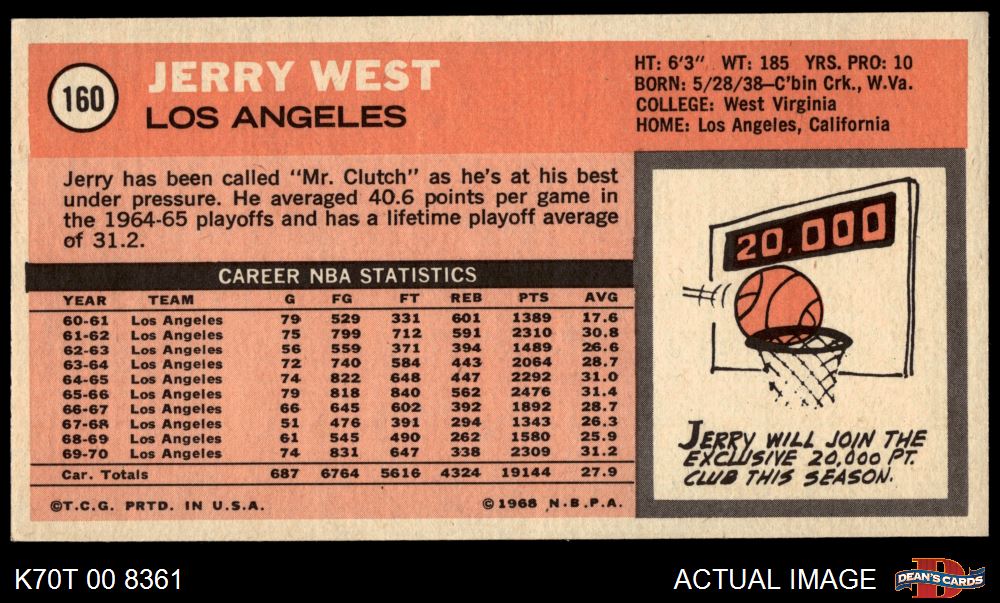 160
JERRY WEST
LOS ANGELES
HT: 6'3" WT: 185 YRS. PRO: 10
BORN: 5/28/38—C'bin Crk., W.Va.
COLLEGE: West Virginia
HOME: Los Angeles, California
Jerry has been called "Mr. Clutch" as he's at his best
under pressure. He averaged 40.6 points per game in
the 1964-65 playoffs and has a lifetime playoff average
of 31.2.
CAREER NBA STATISTICS
YEAR TEAM G FG FT REB PTS AVG
60-61 Los Angeles 79 529 331 601 1389 17.6
61-62 Los Angeles 75 799 712 591 2310 30.8
62-63 Los Angeles 56 559 371 394 1489 26.6
63-64 Los Angeles 72 740 584 443 2064 28.7
64-65 Los Angeles 74 822 648 447 2292 31.0
65-66 Los Angeles 79 818 840 562 2476 31.4
66-67 Los Angeles 66 645 602 392 1892 28.7
67-68 Los Angeles 51 476 391 294 1343 26.3
68-69 Los Angeles 61 545 490 262 1580 25.9
69-70 Los Angeles 74 831 647 338 2309 31.2
Car. Totals 687 6764 5616 4324 19144 27.9
©T.C.G. PRTD. IN U.S.A. ©1968 N.B.P.A.
20,000
JERRY WILL JOIN THE
EXCLUSIVE 20,000 PT.
CLUB THIS SEASON.
K70T 00 8361
ACTUAL IMAGE
DEAN'S CARDS